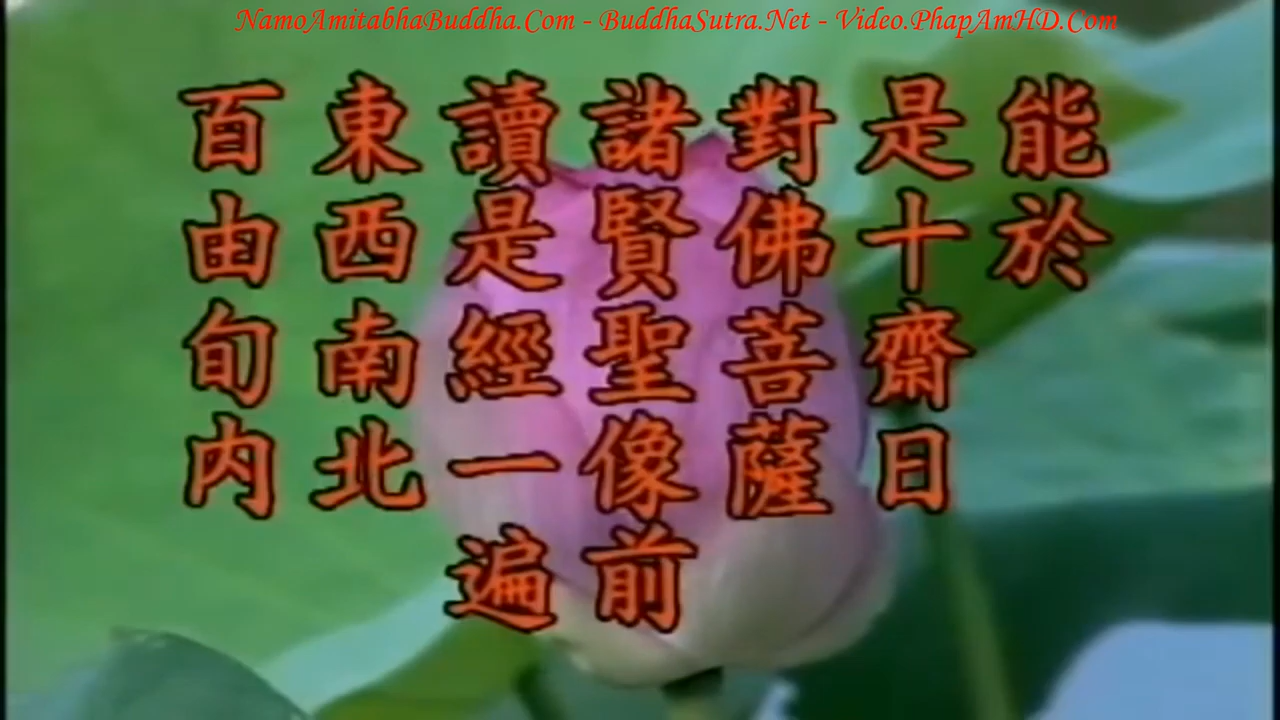 NamoAmitabhaBuddha.Com - BuddhaSutra.Net - Video.PhapAmHD.Com
能於
是十齋日
對佛菩薩
諸賢聖像前
讀是經一遍
東西南北
百由旬內